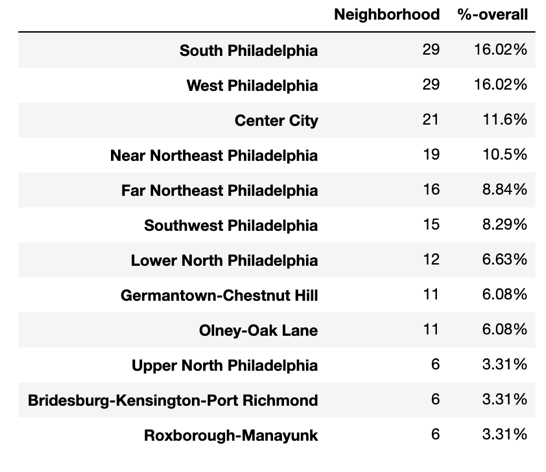 Neighborhood %-overall
South Philadelphia 29 16.02%
West Philadelphia 29 16.02%
Center City 21 11.6%
Near Northeast Philadelphia 19 10.5%
Far Northeast Philadelphia 16 8.84%
Southwest Philadelphia 15 8.29%
Lower North Philadelphia 12 6.63%
Germantown-Chestnut Hill 11 6.08%
Olney-Oak Lane 11 6.08%
Upper North Philadelphia 6 3.31%
Bridesburg-Kensington-Port Richmond 6 3.31%
Roxborough-Manayunk 6 3.31%